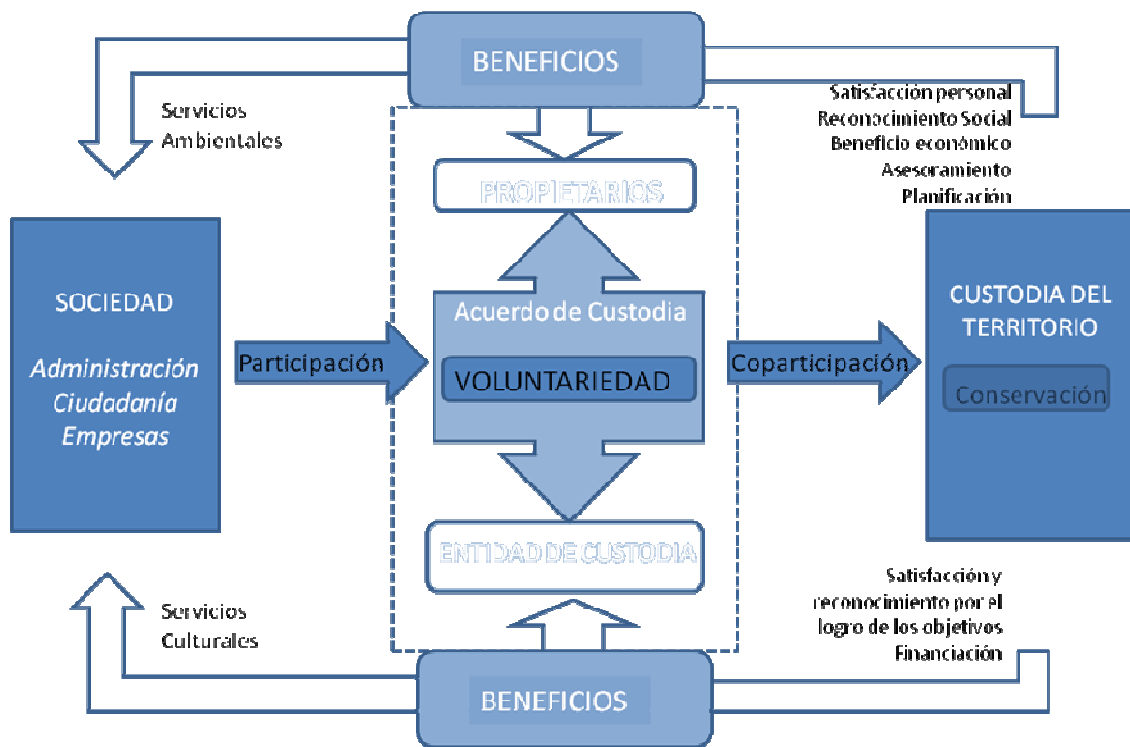 BENEFICIOS
Servicios
Ambientales
Satisfacción personal
Reconocimiento Social
Beneficio económico
Asesoramiento
Planificación
PROPIETARIOS
SOCIEDAD
Administración
Ciudadanía
Empresas
Participación
Acuerdo de Custodia
VOLUNTARIEDAD
Coparticipación
CUSTODIA DEL
TERRITORIO
Conservación
ENTIDAD DE CUSTODIA
Servicios
Culturales
Satisfacción y
reconocimiento por el
logro de los objetivos
Financiación
BENEFICIOS